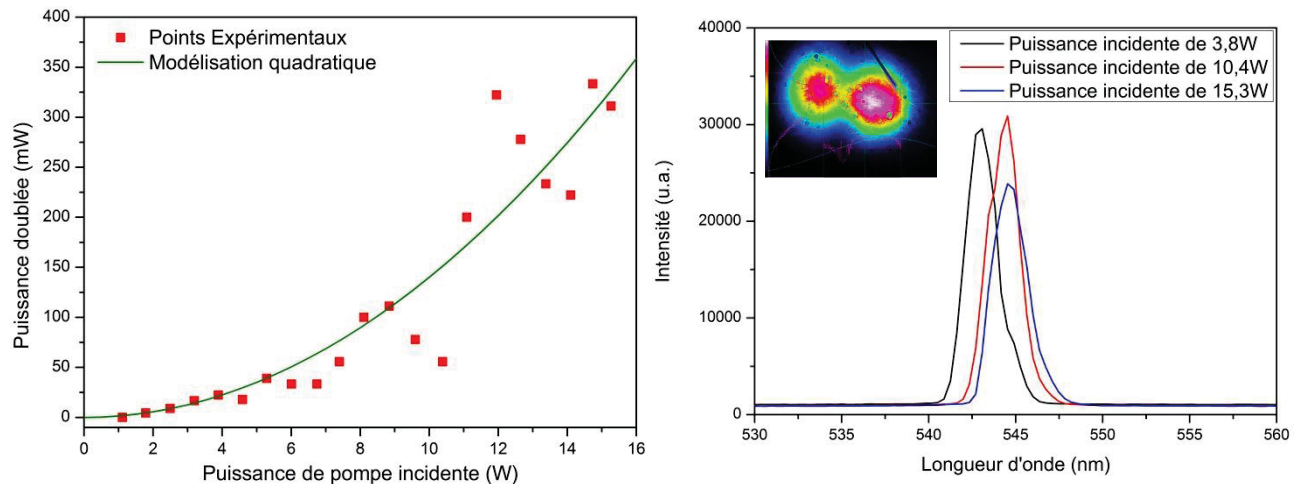 Points Expérimentaux
Modélisation quadratique
Puissance doublée (mW)
400
350
300
250
200
150
100
50
0
0 2 4 6 8 10 12 14 16
Puissance de pompe incidente (W)
Puissance incidente de 3,8W
Puissance incidente de 10,4W
Puissance incidente de 15,3W
Intensité (u.a.)
40000
30000
20000
10000
0
530 535 540 545 550 555 560
Longueur d'onde (nm)